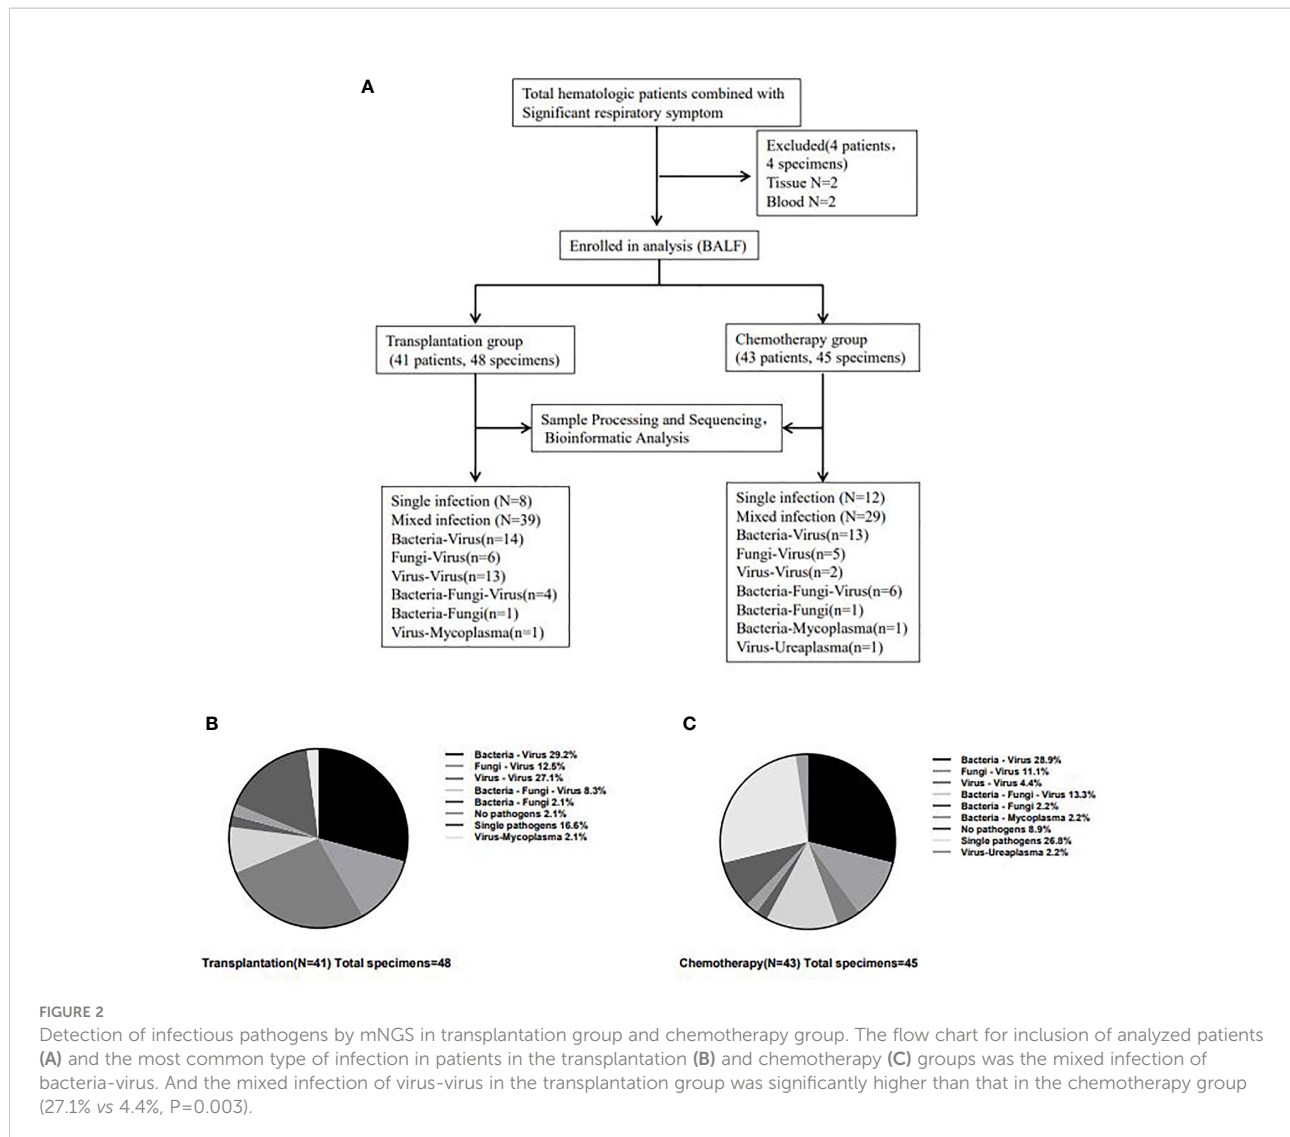 A
Total hematologic patients combined with
Significant respiratory symptom
Excluded(4 patients，
4 specimens)
Tissue N=2
Blood N=2
Enrolled in analysis (BALF)
Transplantation group
(41 patients, 48 specimens)
Chemotherapy group
(43 patients, 45 specimens)
Sample Processing and Sequencing，
Bioinformatic Analysis
Single infection (N=8)
Mixed infection (N=39)
Bacteria-Virus(n=14)
Fungi-Virus(n=6)
Virus-Virus(n=13)
Bacteria-Fungi-Virus(n=4)
Bacteria-Fungi(n=1)
Virus-Mycoplasma(n=1)
Single infection (N=12)
Mixed infection (N=29)
Bacteria-Virus(n=13)
Fungi-Virus(n=5)
Virus-Virus(n=2)
Bacteria-Fungi-Virus(n=6)
Bacteria-Fungi(n=1)
Bacteria-Mycoplasma(n=1)
Virus-Ureaplasma(n=1)
B
Bacteria - Virus 29.2%
Fungi - Virus 12.5%
Virus - Virus 27.1%
Bacteria - Fungi - Virus 8.3%
Bacteria - Fungi 2.1%
No pathogens 2.1%
Single pathogens 16.6%
Virus-Mycoplasma 2.1%
Transplantation(N=41) Total specimens=48
C
Bacteria - Virus 28.9%
Fungi - Virus 11.1%
Virus - Virus 4.4%
Bacteria - Fungi - Virus 13.3%
Bacteria - Fungi 2.2%
Bacteria - Mycoplasma 2.2%
No pathogens 8.9%
Single pathogens 26.8%
Virus-Ureaplasma 2.2%
Chemotherapy(N=43) Total specimens=45
FIGURE 2
Detection of infectious pathogens by mNGS in transplantation group and chemotherapy group. The flow chart for inclusion of analyzed patients
(A) and the most common type of infection in patients in the transplantation (B) and chemotherapy (C) groups was the mixed infection of
bacteria-virus. And the mixed infection of virus-virus in the transplantation group was significantly higher than that in the chemotherapy group
(27.1% vs 4.4%, P=0.003).